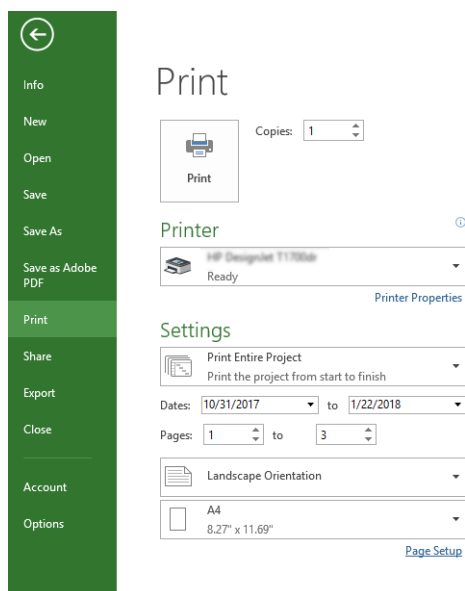 Info
New
Open
Save
Save As
Save as Adobe
PDF
Print
Share
Export
Close
Account
Options
Print
Print
Copies: 1
Printer
Ready
Printer Properties
Settings
Print Entire Project
Print the project from start to finish
Dates: 10/31/2017 to 1/22/2018
Pages: 1 to 3
Landscape Orientation
A4
8.27" x 11.69"
Page Setup